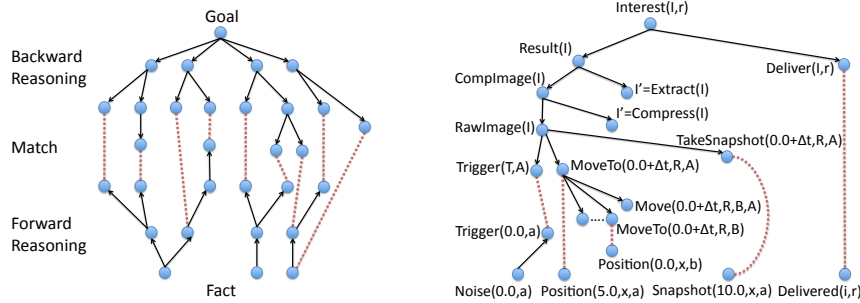 Goal
Backward
Reasoning
Match
Forward
Reasoning
Fact
Interest(I,r)
Result(I)
Deliver(I,r)
CompImage(I)
I'=Extract(I)
I'=Compress(I)
RawImage(I)
TakeSnapshot(0.0+Δt,R,A)
Trigger(T,A)
MoveTo(0.0+Δt,R,A)
Move(0.0+Δt,R,B,A)
MoveTo(0.0+Δt,R,B)
Trigger(0.0,a)
Position(0.0,x,b)
Noise(0.0,a)
Position(5.0,x,a)
Snapshot(10.0,x,a)
Delivered(i,r)